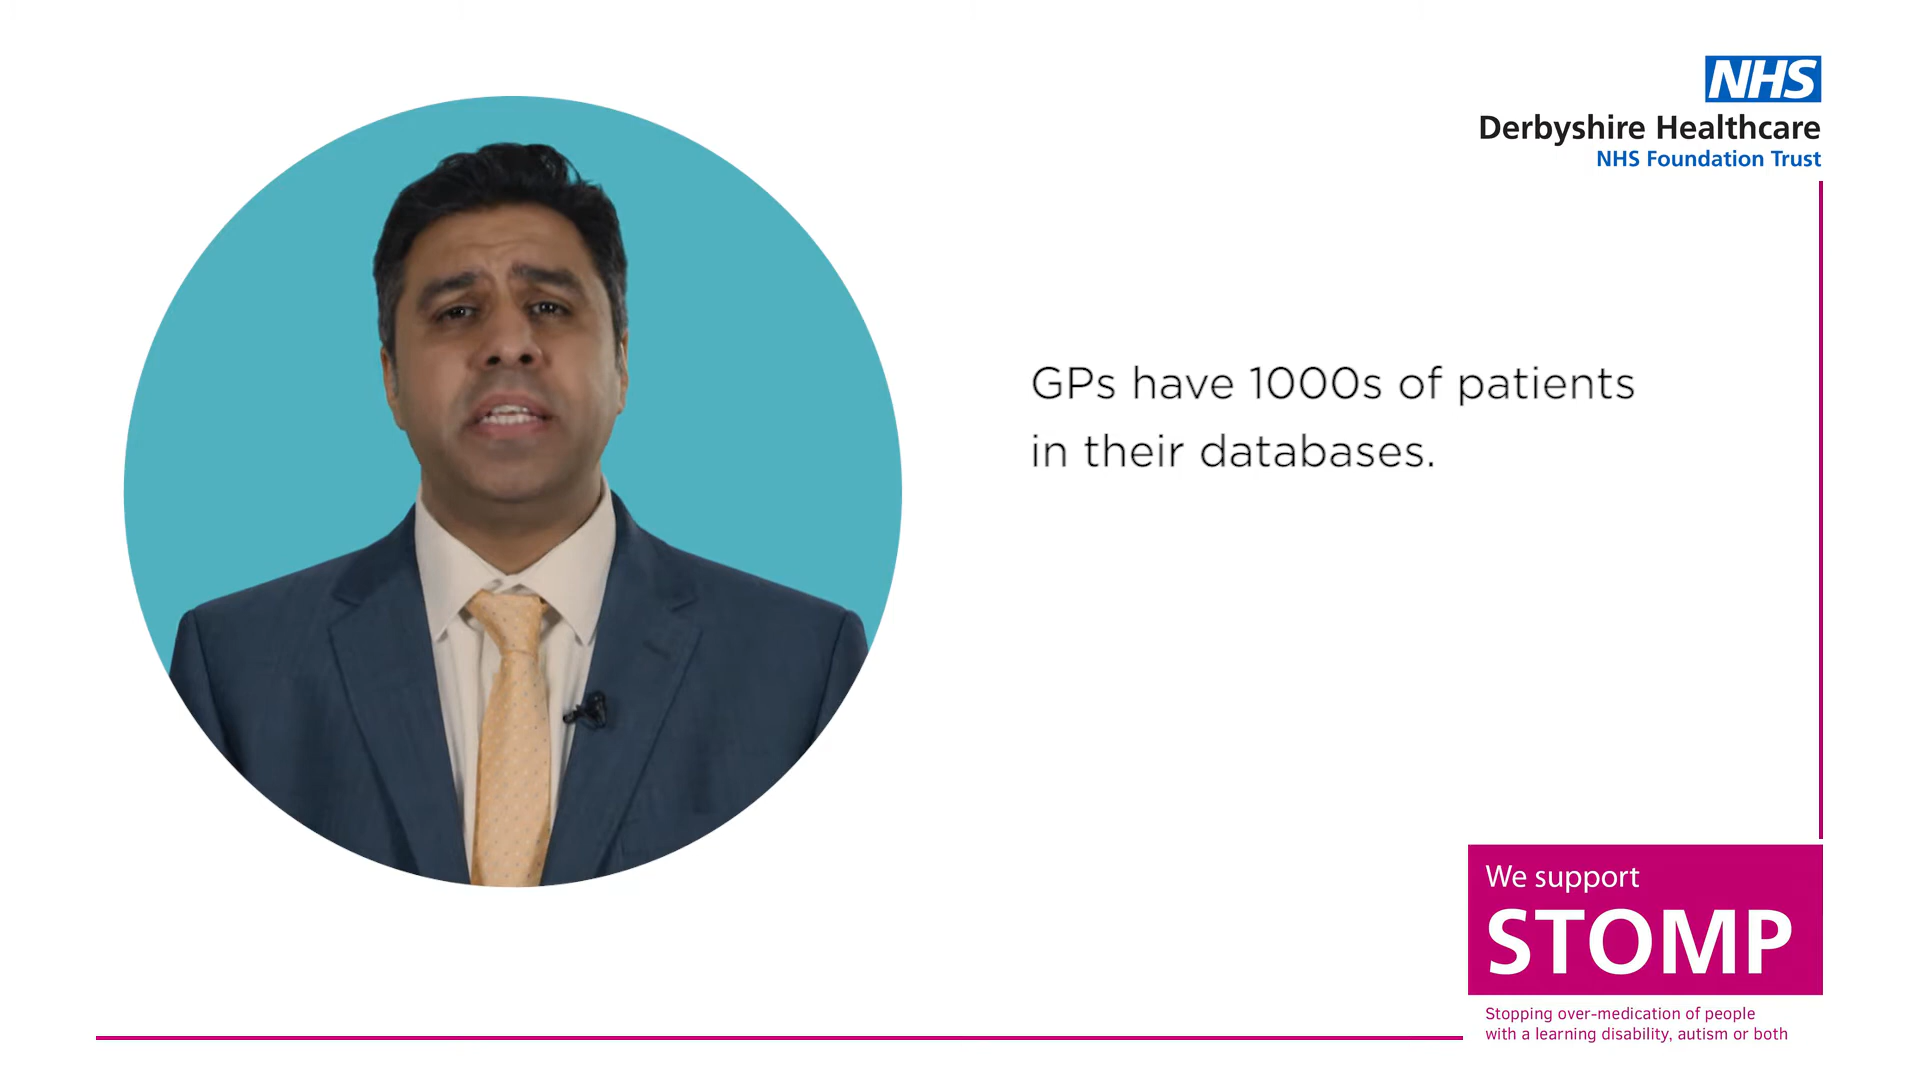 NHS
Derbyshire Healthcare
NHS Foundation Trust
GPs have 1000s of patients
in their databases.
We support
STOMP
Stopping over-medication of people
with a learning disability, autism or both